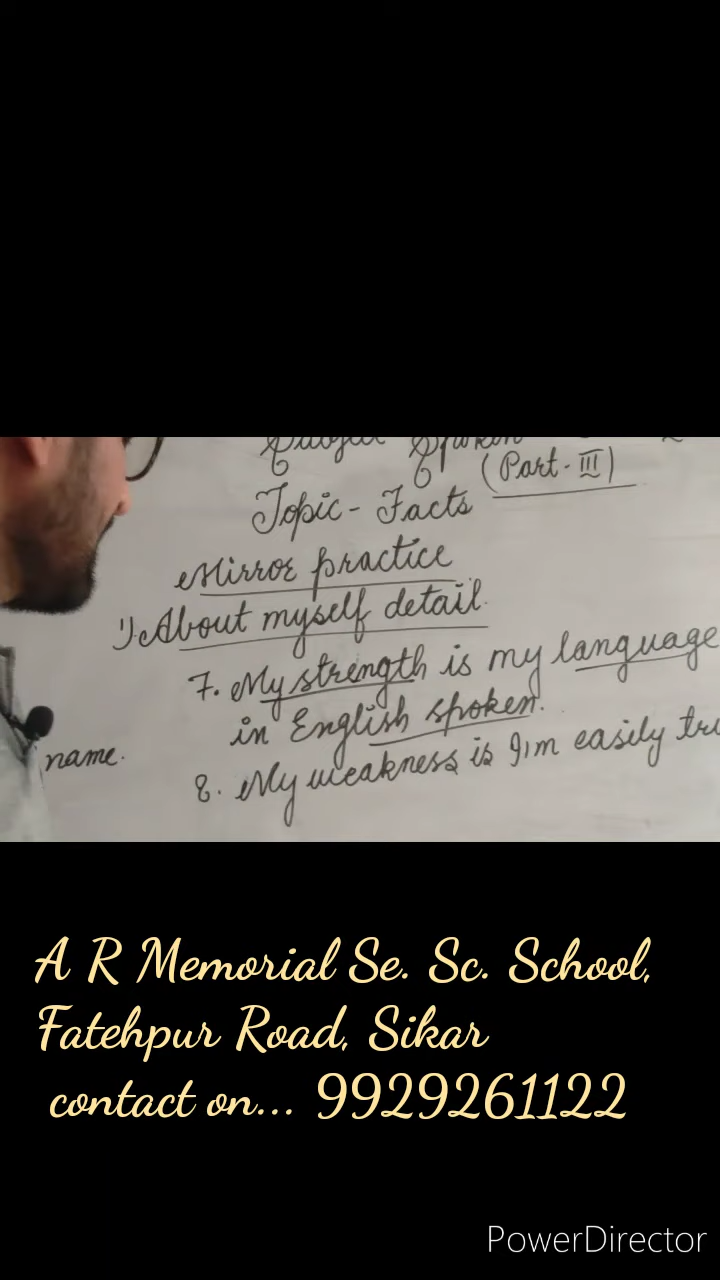 (Part-III)
Topic - Facts
Mirror practice
1) About myself detail.
7. My strength is my language
in English spoken.
name.
8. My weakness is I'm easily
A R Memorial Se. Sc. School,
Fatehpur Road, Sikar
contact on... 9929261122
PowerDirector